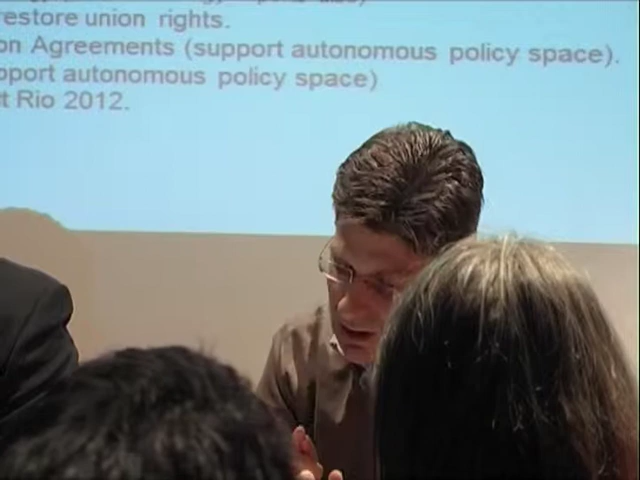 restore union rights.
on Agreements (support autonomous policy space).
pport autonomous policy space)
t Rio 2012.